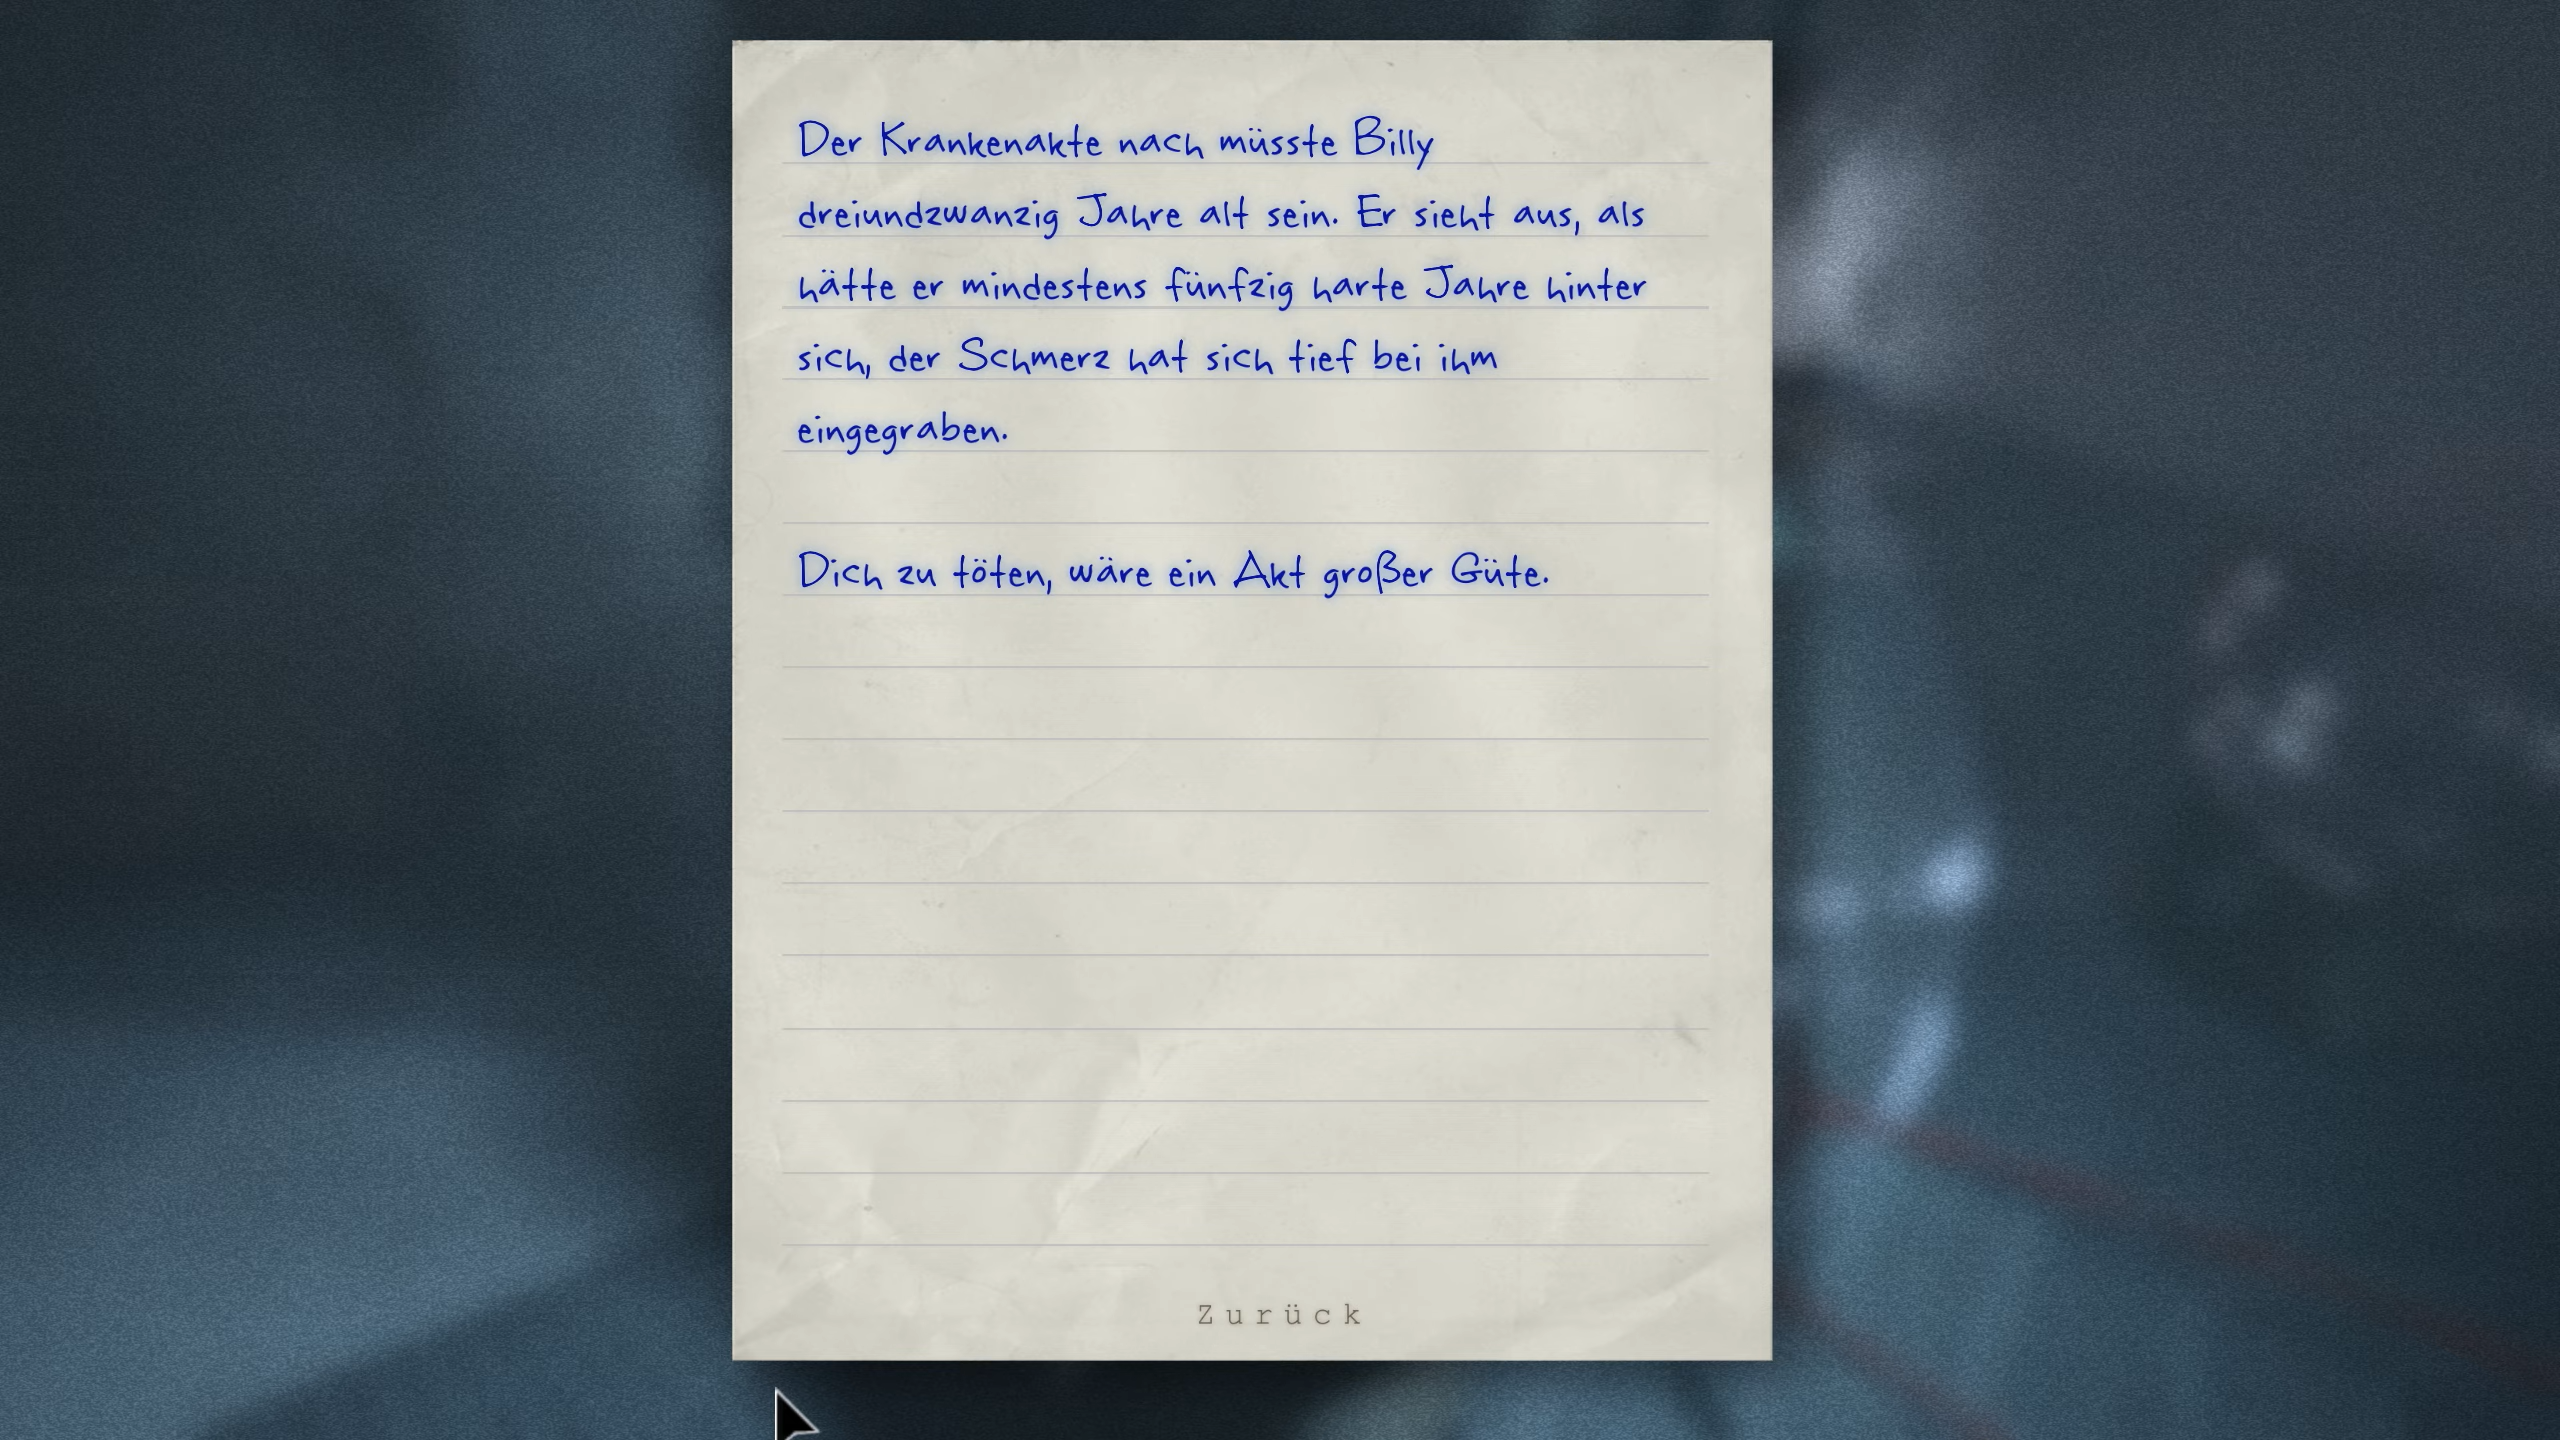 Der Krankenakte nach müsste Billy
dreiundzwanzig Jahre alt sein. Er sieht aus, als
hätte er mindestens fünfzig harte Jahre hinter
sich, der Schmerz hat sich tief bei ihm
eingegraben.
Dich zu töten, wäre ein Akt großer Güte.
Zurück